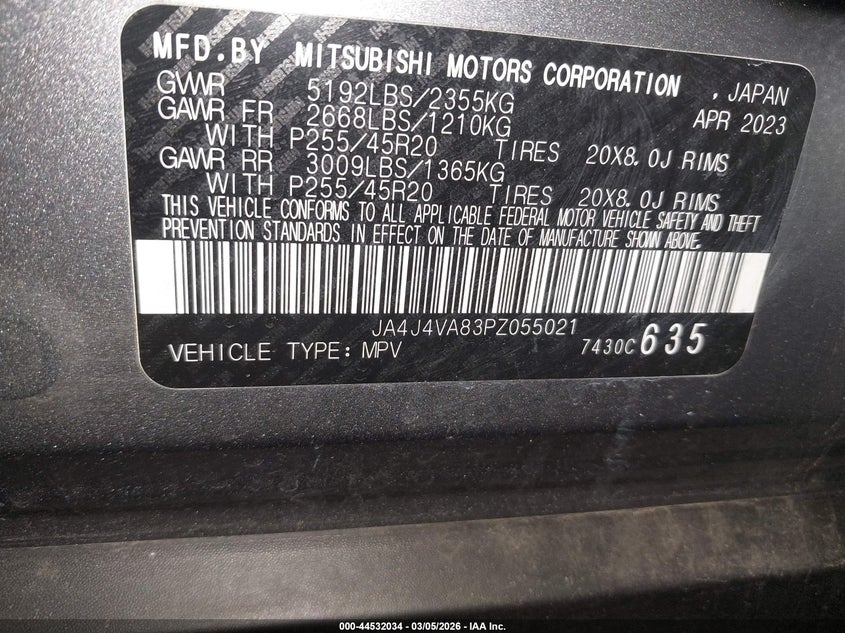 MFD.BY MITSUBISHI MOTORS CORPORATION , JAPAN
GVWR 5192LBS/2355KG APR 2023
GAWR FR 2668LBS/1210KG
WITH P255/45R20 TIRES 20X8.0J RIMS
GAWR RR 3009LBS/1365KG
WITH P255/45R20 TIRES 20X8.0J RIMS
THIS VEHICLE CONFORMS TO ALL APPLICABLE FEDERAL MOTOR VEHICLE SAFETY AND THEFT
PREVENTION STANDARDS IN EFFECT ON THE DATE OF MANUFACTURE SHOWN ABOVE.
JA4J4VA83PZ055021
VEHICLE TYPE: MPV 7430C 635
000-44532034 - 03/05/2026 - IAA Inc.